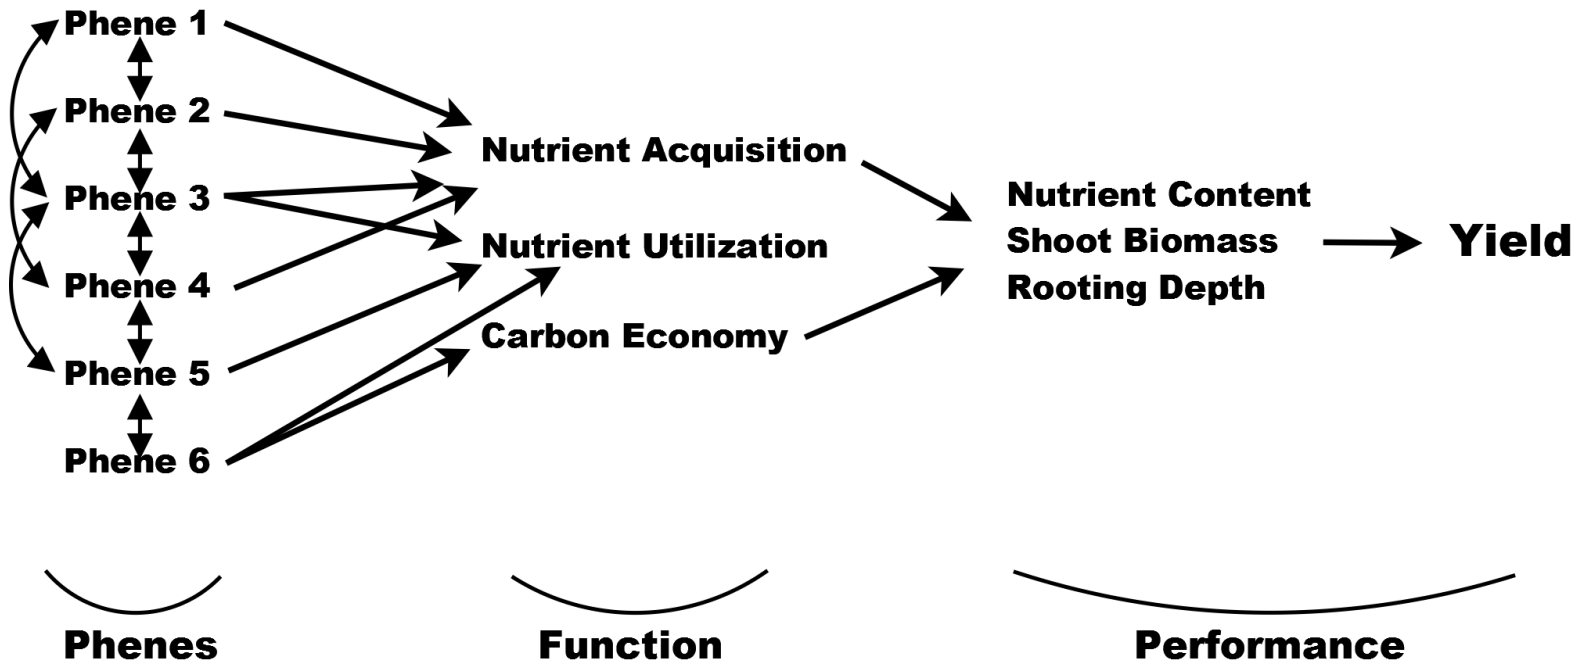 Phene 1
Phene 2
Phene 3
Phene 4
Phene 5
Phene 6
Nutrient Acquisition
Nutrient Utilization
Carbon Economy
Nutrient Content
Shoot Biomass
Rooting Depth
Yield
Phenes
Function
Performance